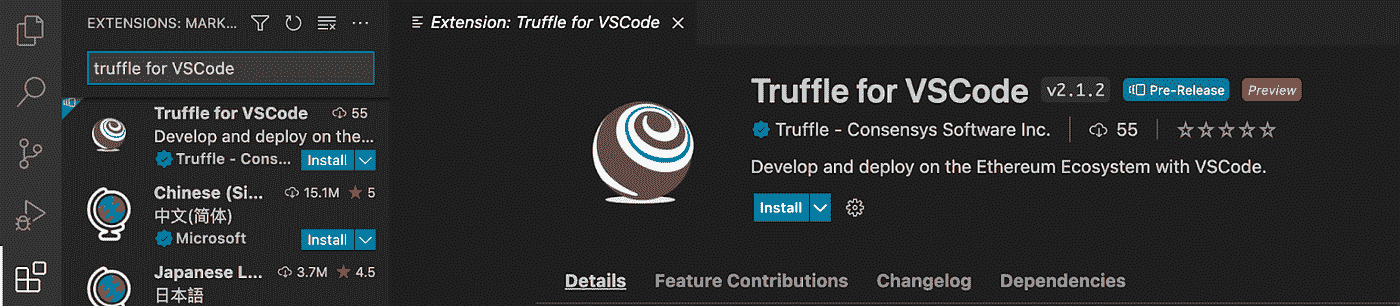 EXTENSIONS: MARK...
truffle for VSCode
Truffle for VSCode 55
Develop and deploy on the...
Truffle - Cons... Install
Chinese (Si... 15.1M 5
中文(简体)
Microsoft Install
Japanese L... 3.7M 4.5
日本語
Extension: Truffle for VSCode
Truffle for VSCode v2.1.2 Pre-Release Preview
Truffle - Consensys Software Inc. 55
Develop and deploy on the Ethereum Ecosystem with VSCode.
Install
Details Feature Contributions Changelog Dependencies